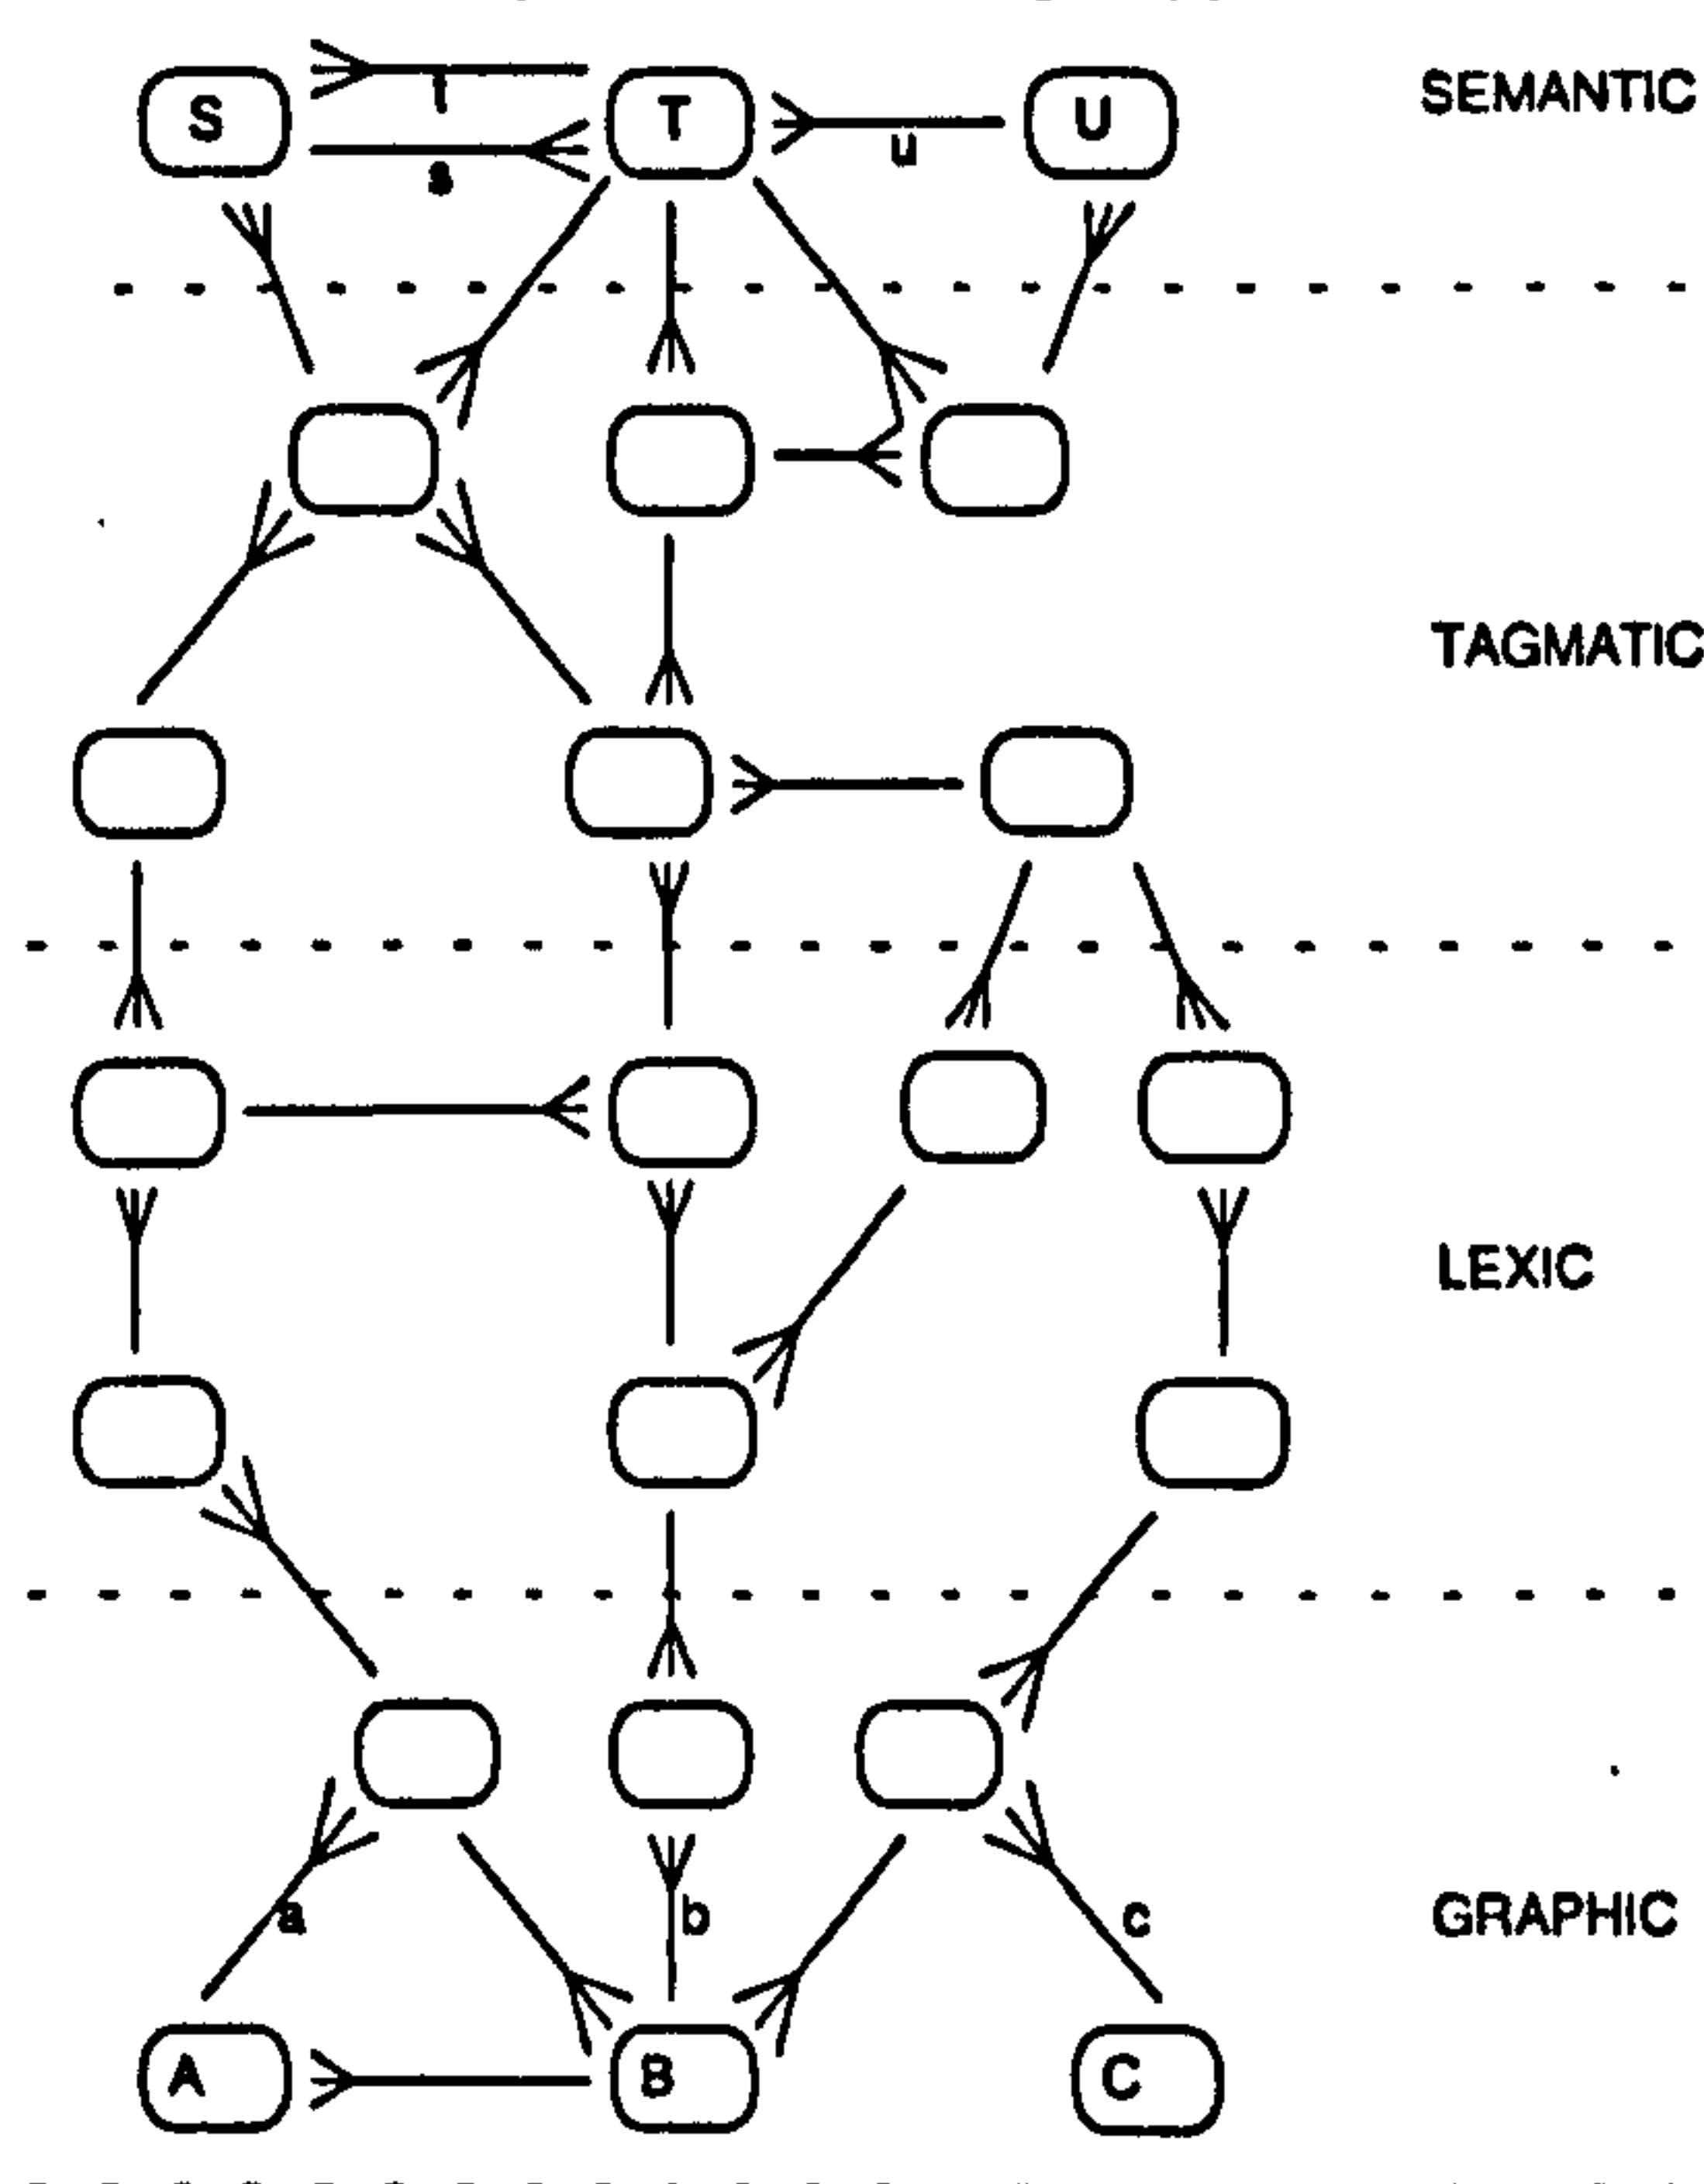 S T U SEMANTIC
r
u
s
TAGMATIC
LEXIC
a b c GRAPHIC
A B C